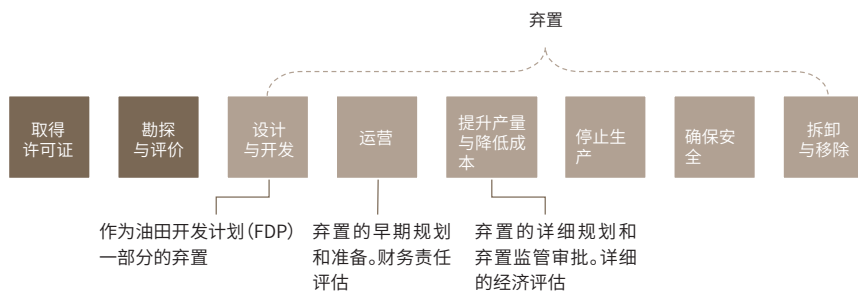 弃置
取得
许可证
勘探
与评价
设计
与开发
运营
提升产量
与降低成
本
停止生
产
确保安
全
拆卸
与移除
作为油田开发计划(FDP)
一部分的弃置
弃置的早期规划
和准备。财务责任
评估
弃置的详细规划和
弃置监管审批。详细
的经济评估